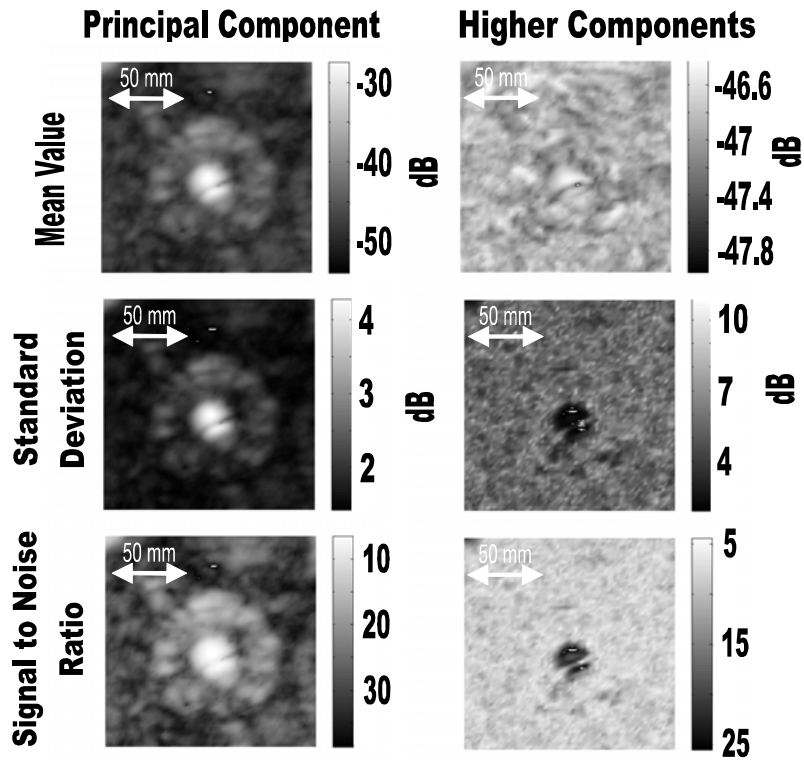 Principal Component
Higher Components
Mean Value
50 mm
-30
-40
-50
dB
50 mm
-46.6
-47
-47.4
-47.8
dB
Standard
Deviation
50 mm
4
3
2
dB
50 mm
10
7
4
dB
Signal to Noise
Ratio
50 mm
10
20
30
50 mm
5
15
25